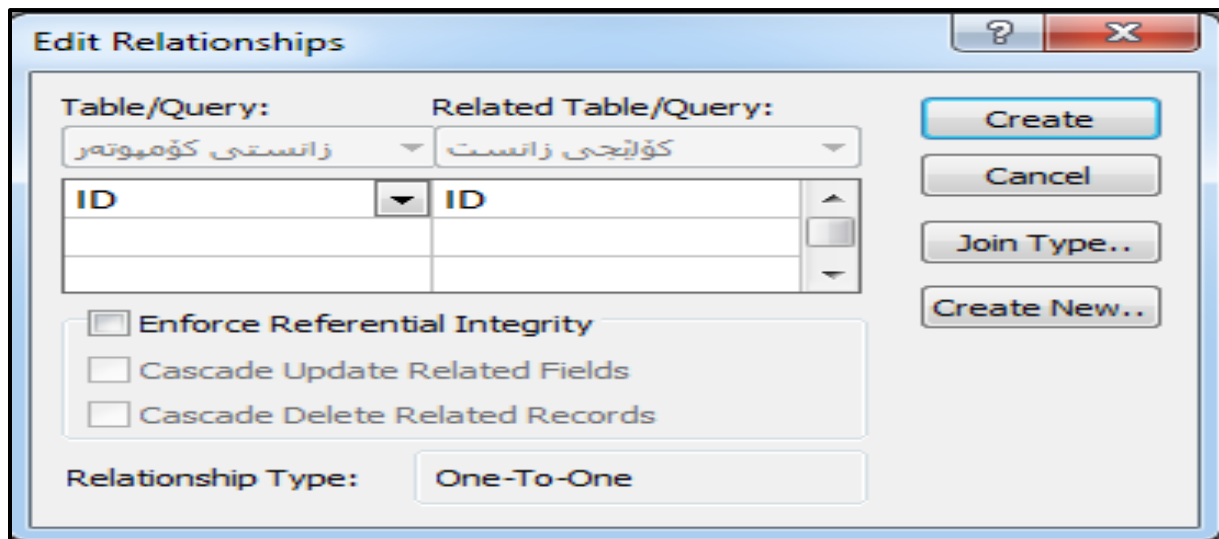 Edit Relationships
Table/Query: Related Table/Query:
زانستی کۆمپیوتەر کۆلێجی زانست
ID ID
Enforce Referential Integrity
Cascade Update Related Fields
Cascade Delete Related Records
Relationship Type: One-To-One
Create
Cancel
Join Type..
Create New..